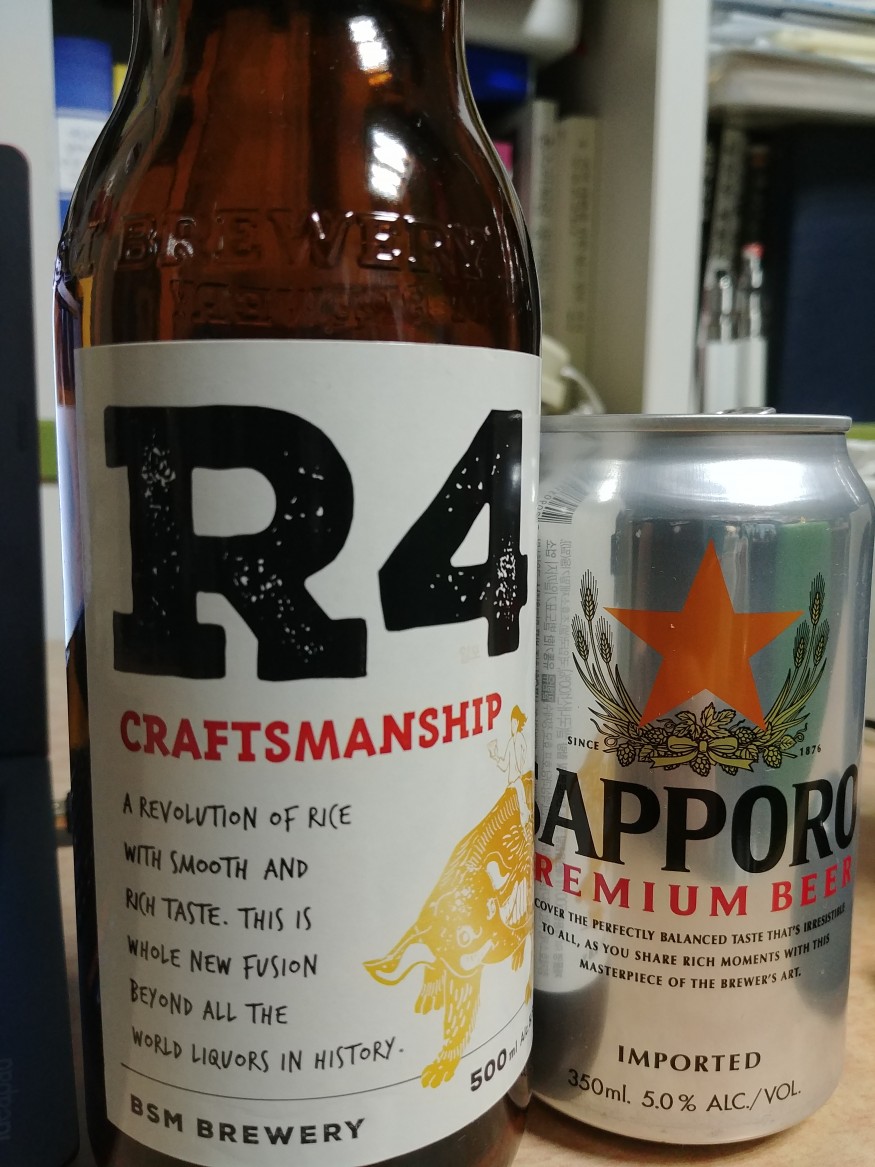 BREWERY
R4
CRAFTSMANSHIP
A REVOLUTION OF RICE
WITH SMOOTH AND
RICH TASTE. THIS IS
WHOLE NEW FUSION
BEYOND ALL THE
WORLD LIQUORS IN HISTORY.
500ml
BSM BREWERY
SINCE 1876
SAPPORO
PREMIUM BEER
COVER THE PERFECTLY BALANCED TASTE THAT'S IRRESISTIBLE
TO ALL, AS YOU SHARE RICH MOMENTS WITH THIS
MASTERPIECE OF THE BREWER'S ART.
IMPORTED
350ml. 5.0% ALC./VOL.
ideapad